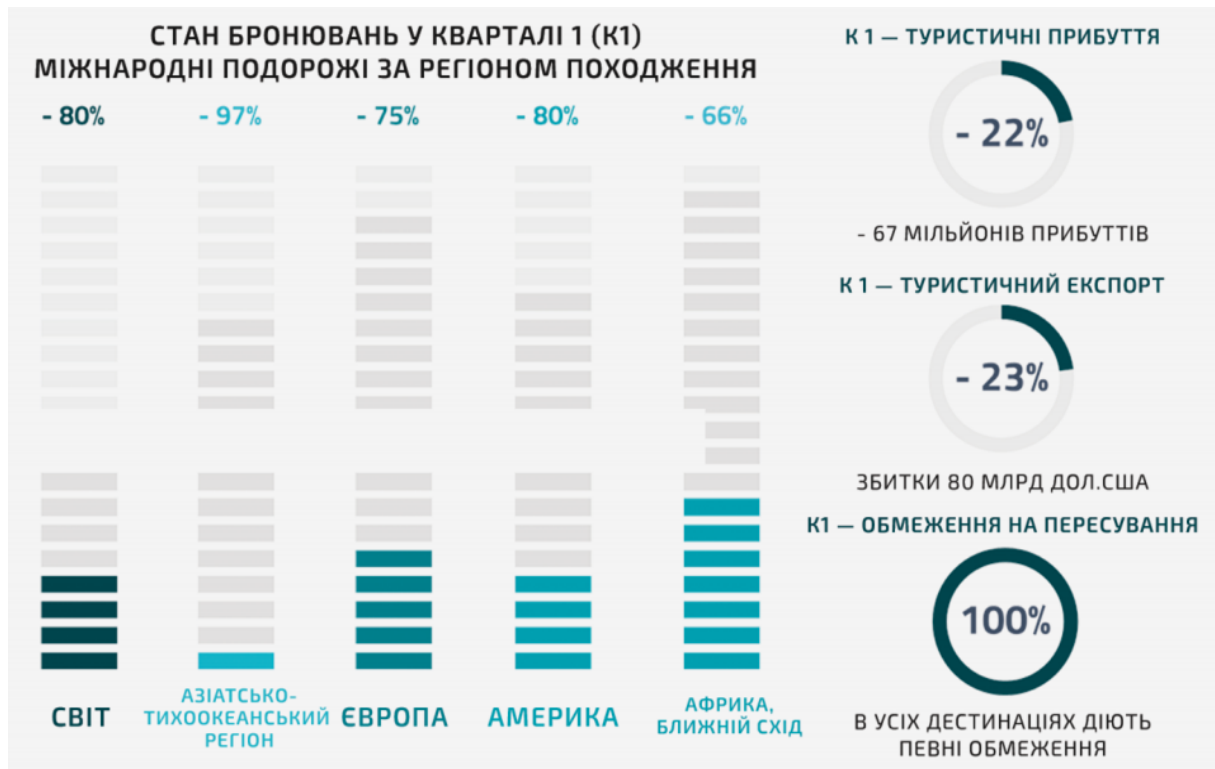 СТАН БРОНЮВАНЬ У КВАРТАЛІ 1 (К1)
МІЖНАРОДНІ ПОДОРОЖІ ЗА РЕГІОНОМ ПОХОДЖЕННЯ
- 80%
- 97%
- 75%
- 80%
- 66%
СВІТ
АЗІАТСЬКО-
ТИХООКЕАНСЬКИЙ
РЕГІОН
ЄВРОПА
АМЕРИКА
АФРИКА,
БЛИЖНІЙ СХІД
К 1 — ТУРИСТИЧНІ ПРИБУТТЯ
- 22%
- 67 МІЛЬЙОНІВ ПРИБУТТІВ
К 1 — ТУРИСТИЧНИЙ ЕКСПОРТ
- 23%
ЗБИТКИ 80 МЛРД ДОЛ.США
К1 — ОБМЕЖЕННЯ НА ПЕРЕСУВАННЯ
100%
В УСІХ ДЕСТИНАЦІЯХ ДІЮТЬ
ПЕВНІ ОБМЕЖЕННЯ